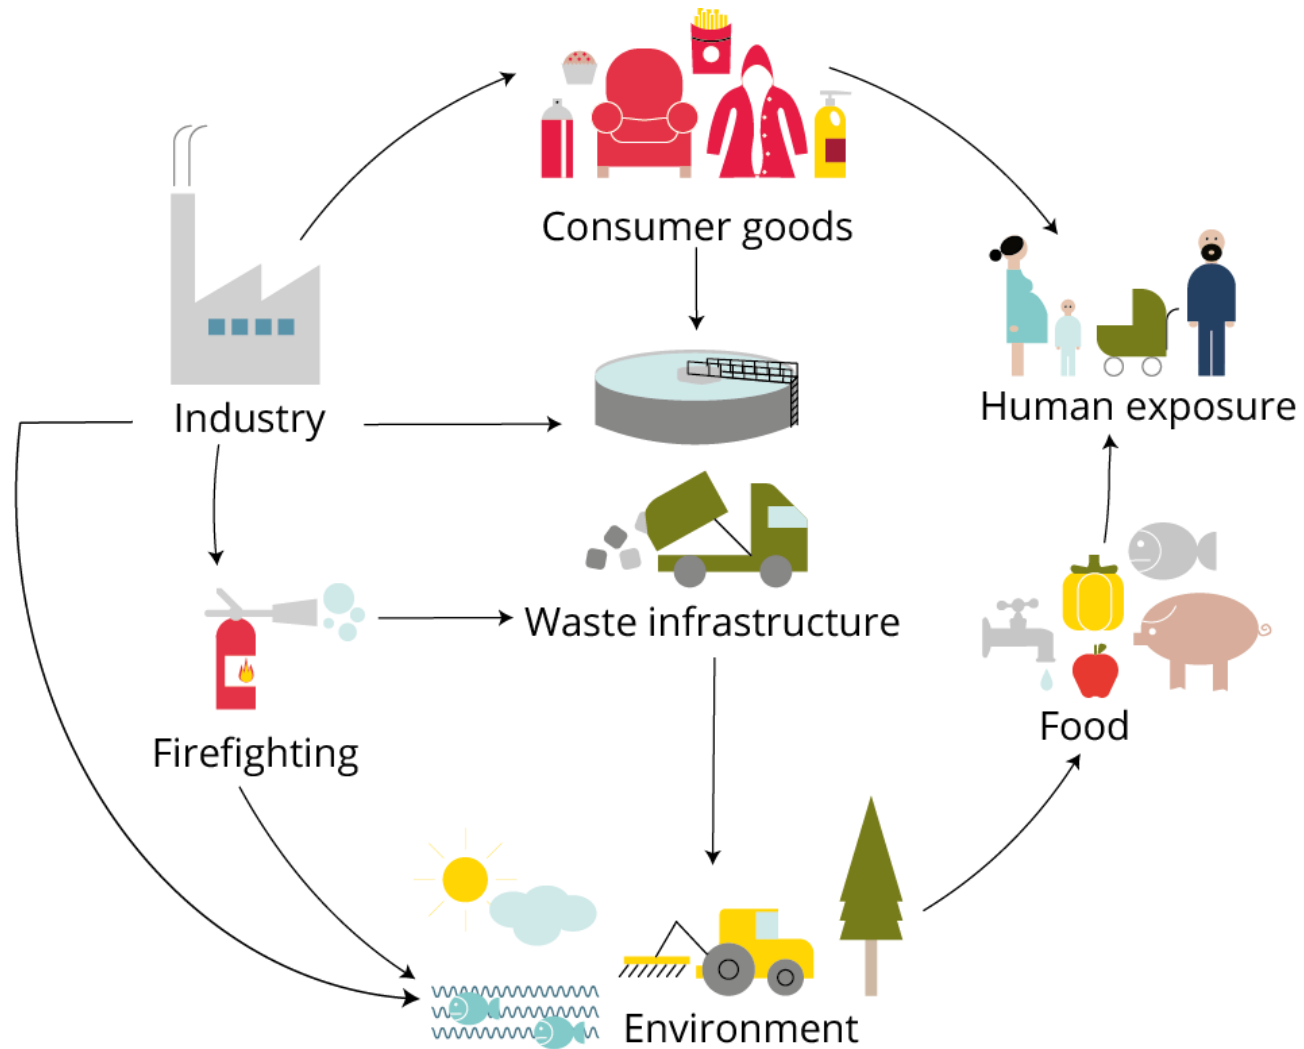 Consumer goods
Industry
Human exposure
Waste infrastructure
Firefighting
Food
Environment